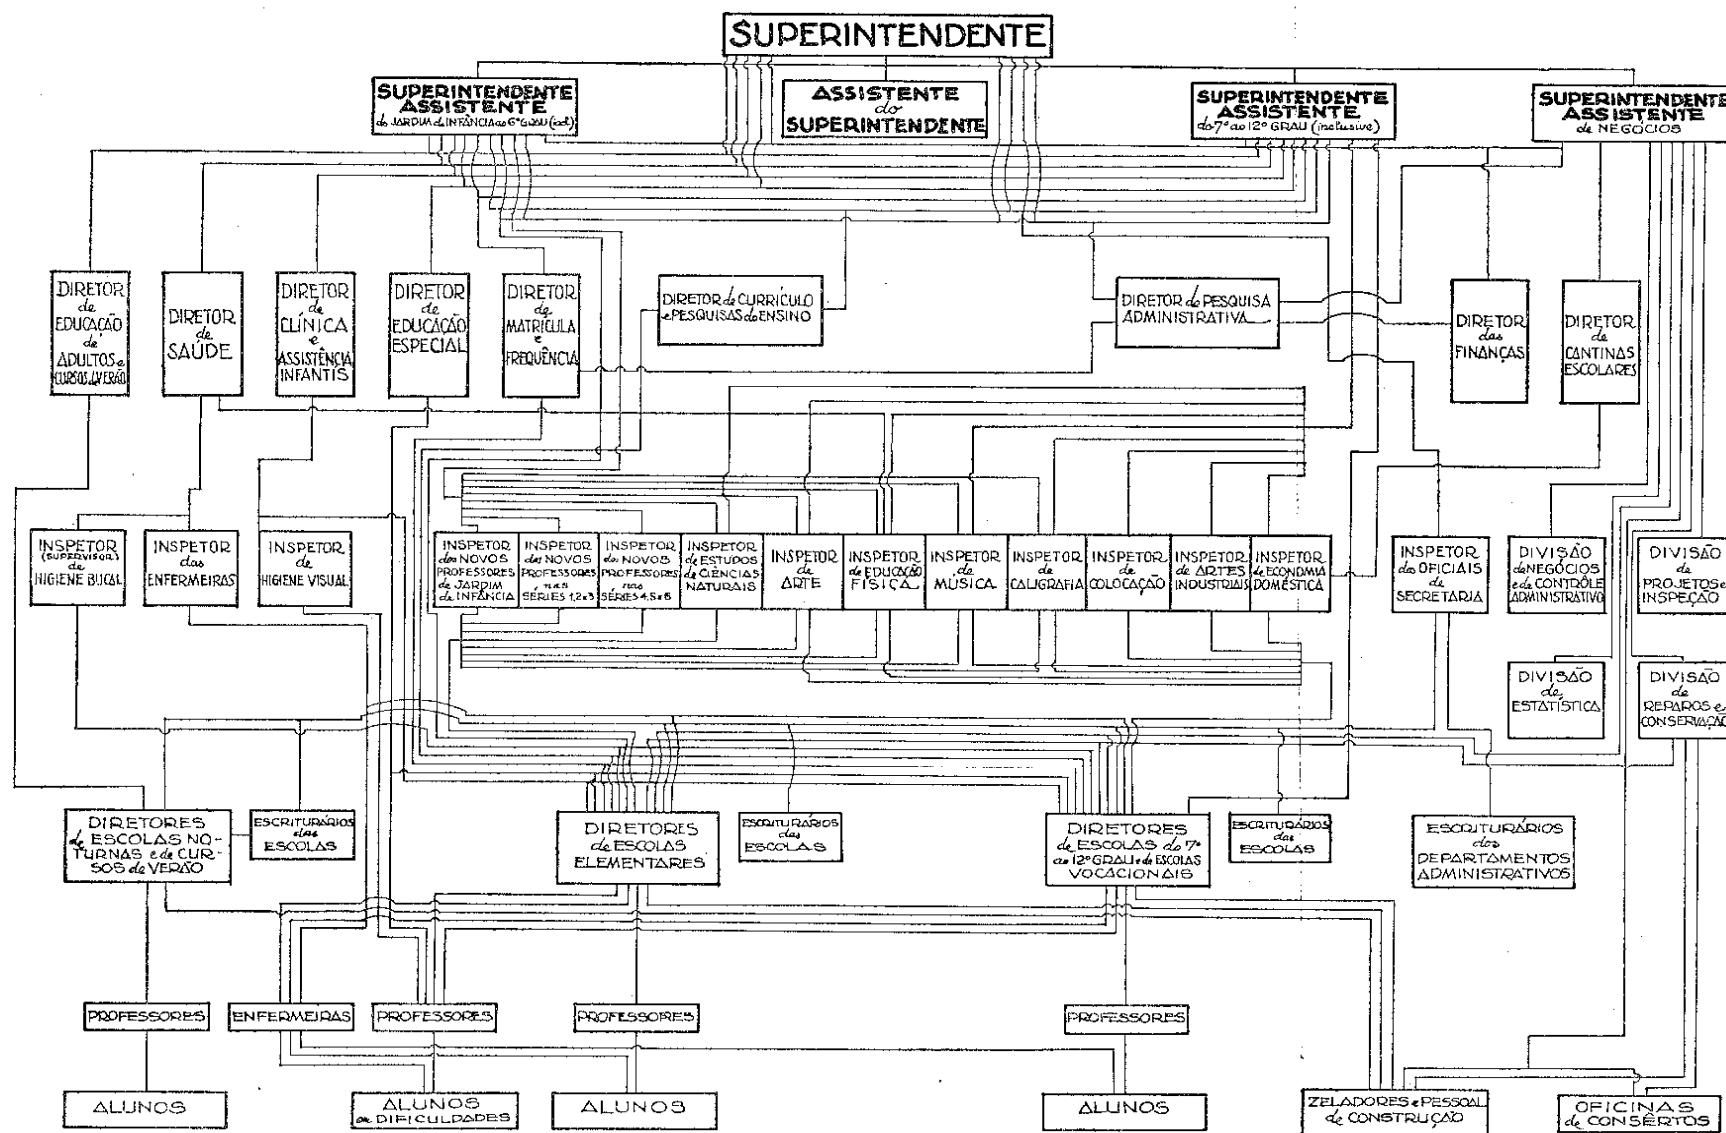 SUPERINTENDENTE
SUPERINTENDENTE
ASSISTENTE
do JARDIM de INFÂNCIA ao 6º GRAU (incl.)
ASSISTENTE
do
SUPERINTENDENTE
SUPERINTENDENTE
ASSISTENTE
do 7º ao 12º GRAU (inclusive)
SUPERINTENDENTE
ASSISTENTE
de NEGÓCIOS
DIRETOR
de
EDUCAÇÃO
de
ADULTOS e
CURSOS de VERÃO
DIRETOR
de
SAÚDE
DIRETOR
de
CLÍNICA
e
ASSISTÊNCIA
INFANTIS
DIRETOR
de
EDUCAÇÃO
ESPECIAL
DIRETOR
de
MATRÍCULA
e
FREQUÊNCIA
DIRETOR de CURRÍCULO
e PESQUISAS do ENSINO
DIRETOR de PESQUISA
ADMINISTRATIVA
DIRETOR
das
FINANÇAS
DIRETOR
de
CANTINAS
ESCOLARES
INSPETOR
(SUPERVISOR)
de
HIGIENE BUCAL
INSPETOR
das
ENFERMEIRAS
INSPETOR
de
HIGIENE VISUAL
INSPETOR
dos NOVOS
PROFESSORES
de JARDIM
de INFÂNCIA
INSPETOR
dos NOVOS
PROFESSORES
nas
SÉRIES 1,2 e 3
INSPETOR
dos NOVOS
PROFESSORES
nas
SÉRIES 4,5 e 6
INSPETOR
de ESTUDOS
de CIÊNCIAS
NATURAIS
INSPETOR
de
ARTE
INSPETOR
de EDUCAÇÃO
FÍSICA
INSPETOR
de
MÚSICA
INSPETOR
de
CALIGRAFIA
INSPETOR
de
COLOCAÇÃO
INSPETOR
de ARTES
INDUSTRIAIS
INSPETOR
de ECONOMIA
DOMÉSTICA
INSPETOR
dos OFICIAIS
de
SECRETARIA
DIVISÃO
de NEGÓCIOS
e de CONTRÔLE
ADMINISTRATIVO
DIVISÃO
de
PROJETOS e
INSPEÇÃO
DIVISÃO
de
ESTATÍSTICA
DIVISÃO
de
REPAROS e
CONSERVAÇÃO
DIRETORES
de ESCOLAS NO-
TURNAS e de CUR-
SOS de VERÃO
ESCRITURÁRIOS
das
ESCOLAS
DIRETORES
de ESCOLAS
ELEMENTARES
ESCRITURÁRIOS
das
ESCOLAS
DIRETORES
de ESCOLAS do 7º
ao 12º GRAU e de ESCOLAS
VOCACIONAIS
ESCRITURÁRIOS
das
ESCOLAS
ESCRITURÁRIOS
dos
DEPARTAMENTOS
ADMINISTRATIVOS
PROFESSORES
ENFERMEIRAS
PROFESSORES
PROFESSORES
PROFESSORES
ALUNOS
ALUNOS
DIFICULDADES
ALUNOS
ALUNOS
ZELADORES e PESSOAL
de CONSTRUÇÃO
OFICINAS
de CONSÊRTOS